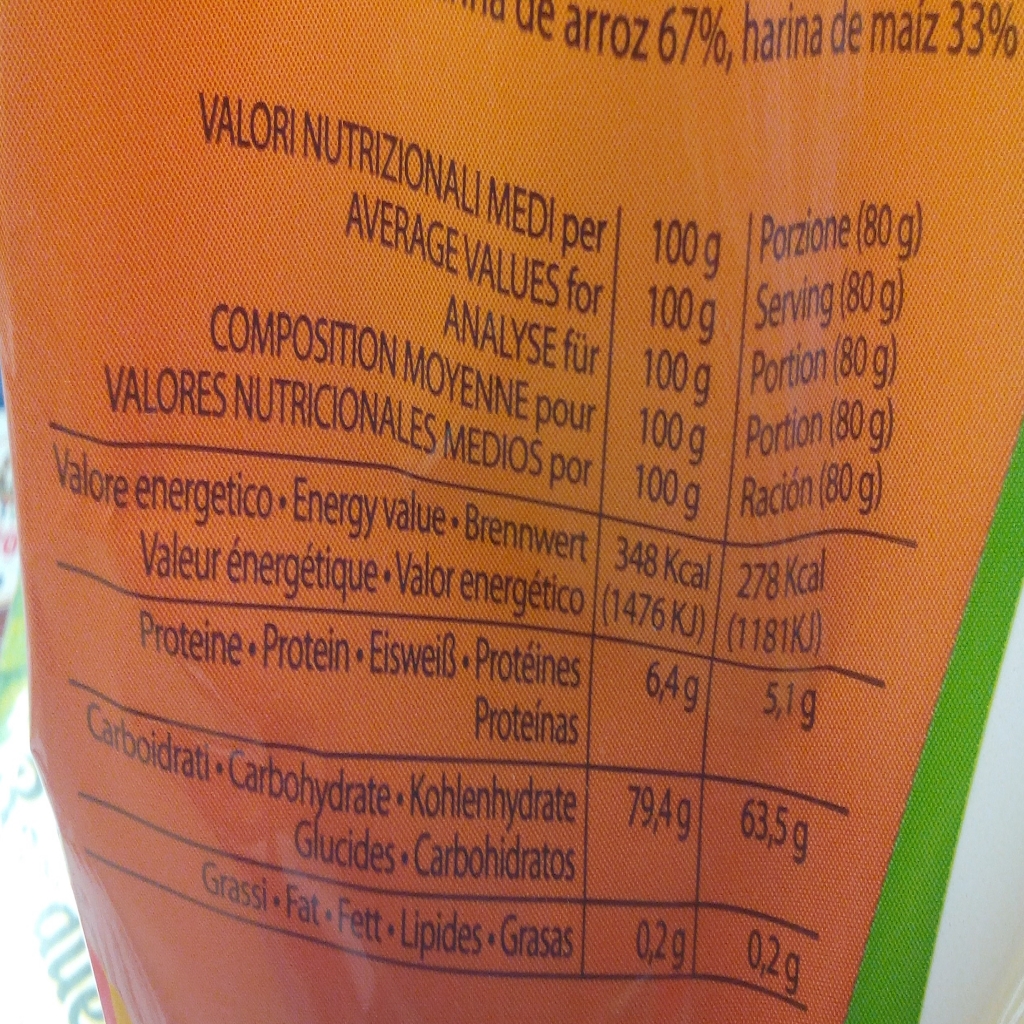 de arroz 67%, harina de maíz 33%
VALORI NUTRIZIONALI MEDI per 100 g Porzione (80 g)
AVERAGE VALUES for 100 g Serving (80 g)
ANALYSE für 100 g Portion (80 g)
COMPOSITION MOYENNE pour 100 g Portion (80 g)
VALORES NUTRICIONALES MEDIOS por 100 g Ración (80 g)
Valore energetico • Energy value • Brennwert 348 Kcal 278 Kcal
Valeur énergétique • Valor energético (1476 KJ) (1181KJ)
Proteine • Protein • Eisweiß • Protéines 6,4 g 5,1 g
Proteínas
Carboidrati • Carbohydrate • Kohlenhydrate 79,4 g 63,5 g
Glucides • Carbohidratos
Grassi • Fat • Fett • Lipides • Grasas 0,2 g 0,2 g